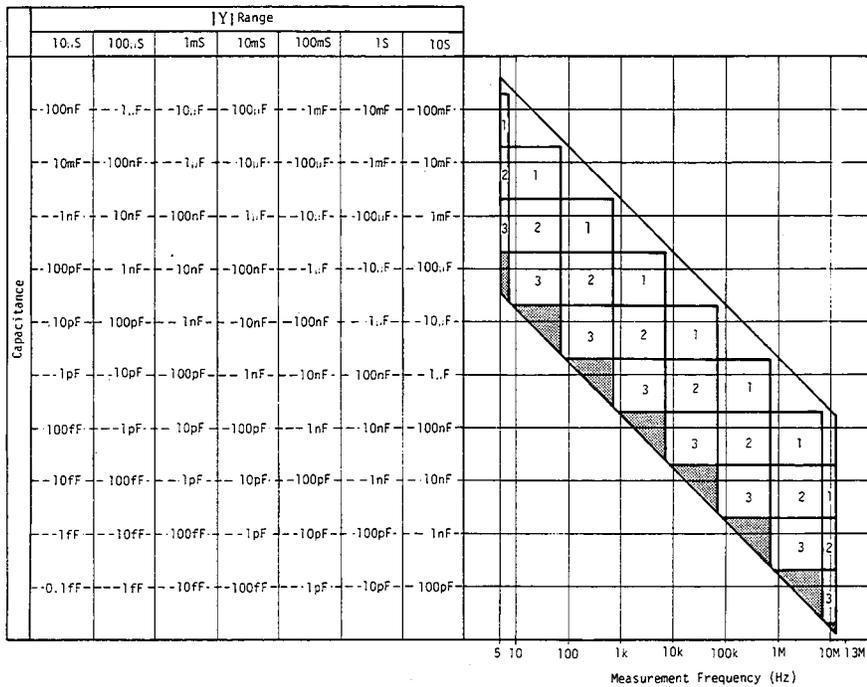 |Y| Range
10μS 100μS 1mS 10mS 100mS 1S 10S
Capacitance
100nF 1μF 10μF 100μF 1mF 10mF 100mF
1
10mF 100nF 1μF 10μF 100μF 1mF 10mF
2 1
1nF 10nF 100nF 1μF 10μF 100μF 1mF
3 2 1
100pF 1nF 10nF 100nF 1μF 10μF 100μF
3 2 1
10pF 100pF 1nF 10nF 100nF 1μF 10μF
3 2 1
1pF 10pF 100pF 1nF 10nF 100nF 1μF
3 2 1
100fF 1pF 10pF 100pF 1nF 10nF 100nF
3 2 1
10fF 100fF 1pF 10pF 100pF 1nF 10nF
3 2 1
1fF 10fF 100fF 1pF 10pF 100pF 1nF
3 2
0.1fF 1fF 10fF 100fF 1pF 10pF 100pF
3
5 10 100 1k 10k 100k 1M 10M 13M
Measurement Frequency (Hz)